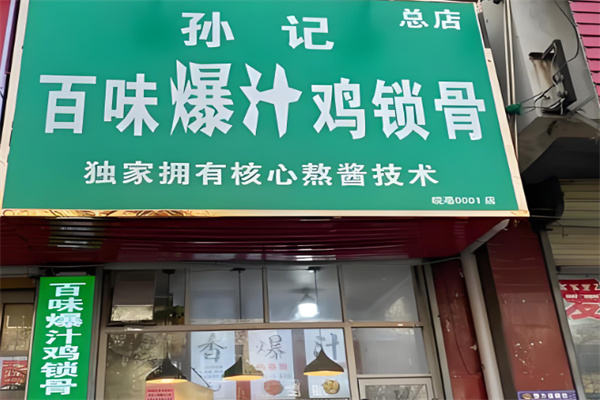 孙记
总店
百味爆汁鸡锁骨
独家拥有核心熬酱技术
皖鸡0001店
百味爆汁鸡锁骨
香爆汁